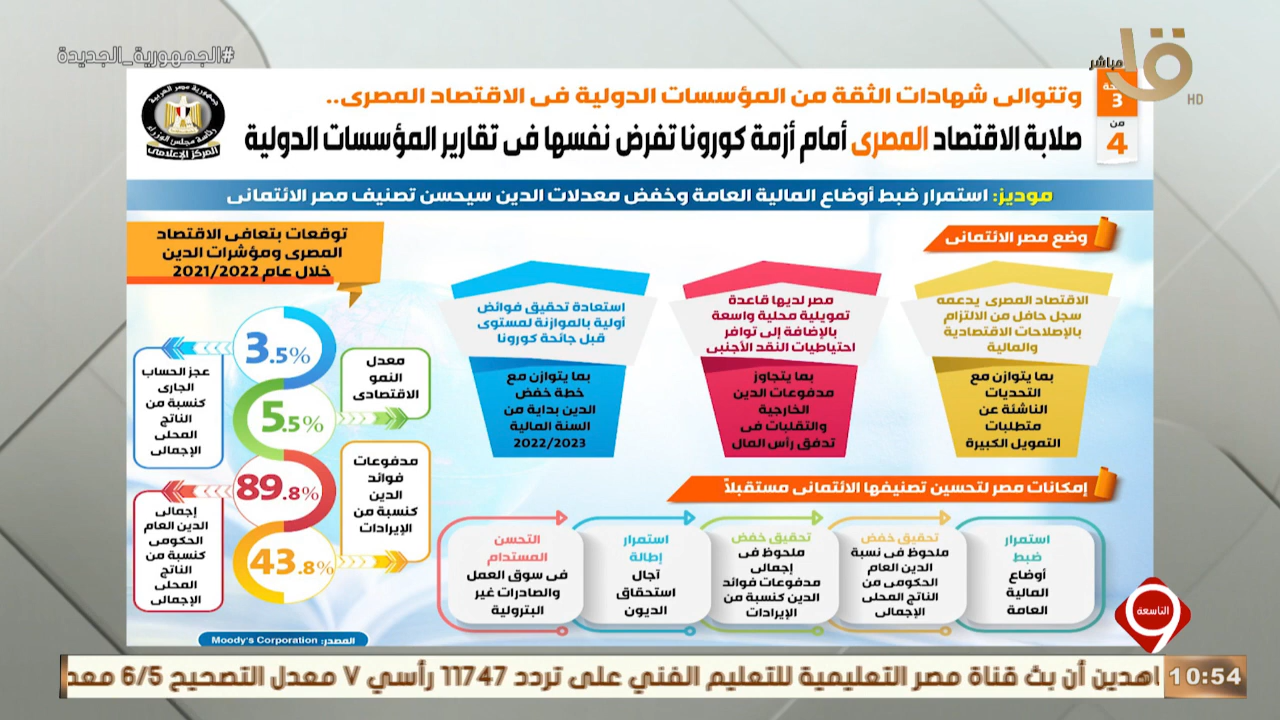 #الجمهورية_الجديدة
مباشر
HD
3
من
4
جمهورية مصر العربية
رئاسة مجلس الوزراء
المركز الإعلامى
وتتوالى شهادات الثقة من المؤسسات الدولية فى الاقتصاد المصرى..
صلابة الاقتصاد المصرى أمام أزمة كورونا تفرض نفسها فى تقارير المؤسسات الدولية
موديز: استمرار ضبط أوضاع المالية العامة وخفض معدلات الدين سيحسن تصنيف مصر الائتمانى
وضع مصر الائتمانى
الاقتصاد المصرى يدعمه
سجل حافل من الالتزام
بالإصلاحات الاقتصادية
والمالية
بما يتوازن مع
التحديات
الناشئة عن
متطلبات
التمويل الكبيرة
مصر لديها قاعدة
تمويلية محلية واسعة
بالإضافة إلى توافر
احتياطيات النقد الأجنبى
بما يتجاوز
مدفوعات الدين
الخارجية
والتقلبات فى
تدفق رأس المال
استعادة تحقيق فوائض
أولية بالموازنة لمستوى
قبل جائحة كورونا
بما يتوازن مع
خطة خفض
الدين بداية من
السنة المالية
2022/2023
توقعات بتعافى الاقتصاد
المصرى ومؤشرات الدين
خلال عام 2021/2022
3.5%
عجز الحساب
الجارى
كنسبة من
الناتج
المحلى
الإجمالى
معدل
النمو
الاقتصادى
5.5%
89.8%
إجمالى
الدين العام
الحكومى
كنسبة من
الناتج
المحلى
الإجمالى
مدفوعات
فوائد
الدين
كنسبة من
الإيرادات
43.8%
إمكانات مصر لتحسين تصنيفها الائتمانى مستقبلاً
استمرار
ضبط
أوضاع
المالية
العامة
تحقيق خفض
ملحوظ فى نسبة
الدين العام
الحكومى من
الناتج المحلى
الإجمالى
تحقيق خفض
ملحوظ فى
إجمالى
مدفوعات فوائد
الدين كنسبة من
الإيرادات
استمرار
إطالة
آجال
استحقاق
الديون
التحسن
المستدام
فى سوق العمل
والصادرات غير
البترولية
المصدر: Moody's Corporation
التاسعة
9
10:54
اهدين أن بث قناة مصر التعليمية للتعليم الفني على تردد 11747 رأسي ٧ معدل التصحيح 6/5 معد